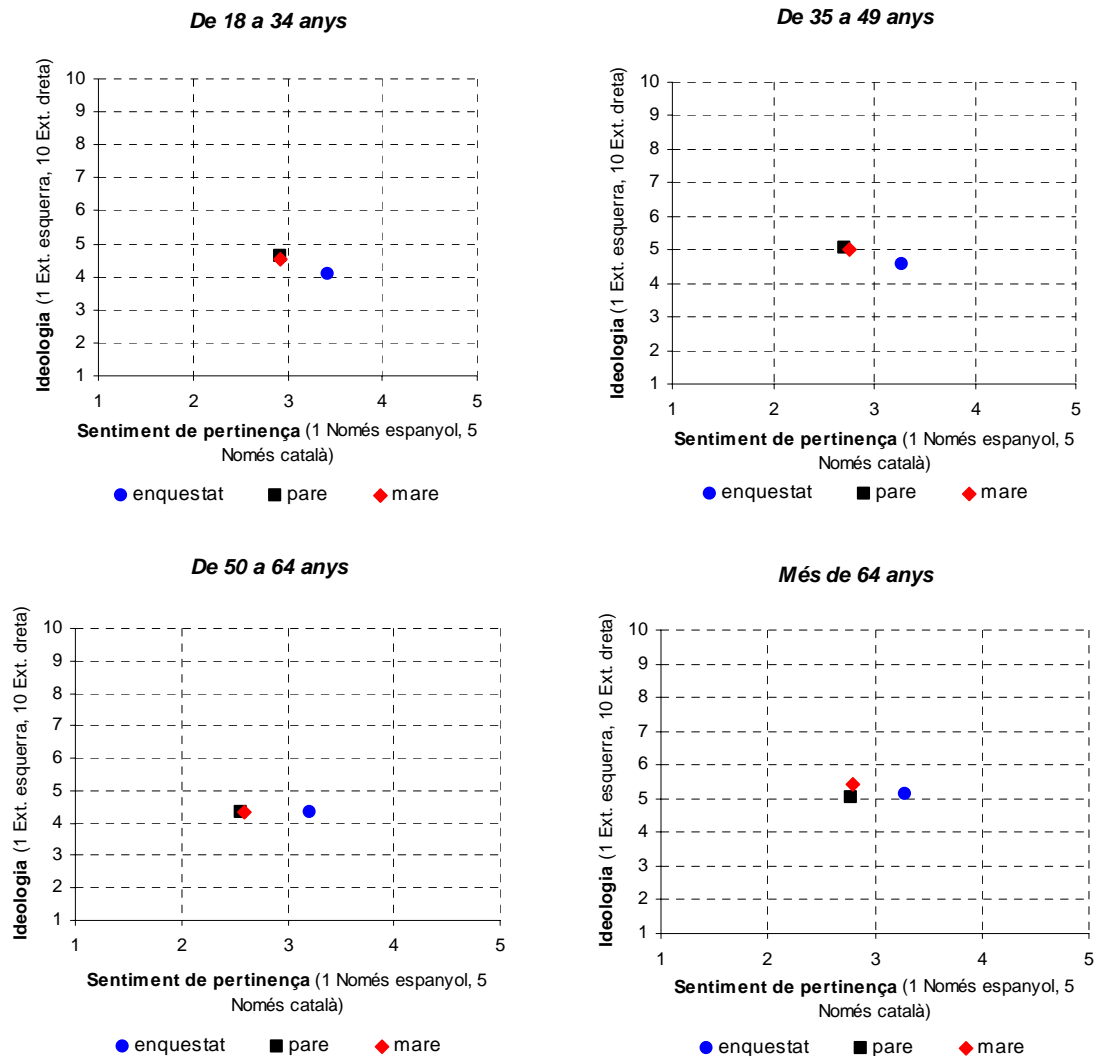 De 18 a 34 anys
Ideologia (1 Ext. esquerra, 10 Ext. dreta)
10
9
8
7
6
5
4
3
2
1
1 2 3 4 5
Sentiment de pertinença (1 Només espanyol, 5
Només català)
enquestat pare mare
De 35 a 49 anys
Ideologia (1 Ext. esquerra, 10 Ext. dreta)
10
9
8
7
6
5
4
3
2
1
1 2 3 4 5
Sentiment de pertinença (1 Només espanyol, 5
Només català)
enquestat pare mare
De 50 a 64 anys
Ideologia (1 Ext. esquerra, 10 Ext. dreta)
10
9
8
7
6
5
4
3
2
1
1 2 3 4 5
Sentiment de pertinença (1 Només espanyol, 5
Només català)
enquestat pare mare
Més de 64 anys
Ideologia (1 Ext. esquerra, 10 Ext. dreta)
10
9
8
7
6
5
4
3
2
1
1 2 3 4 5
Sentiment de pertinença (1 Només espanyol, 5
Només català)
enquestat pare mare